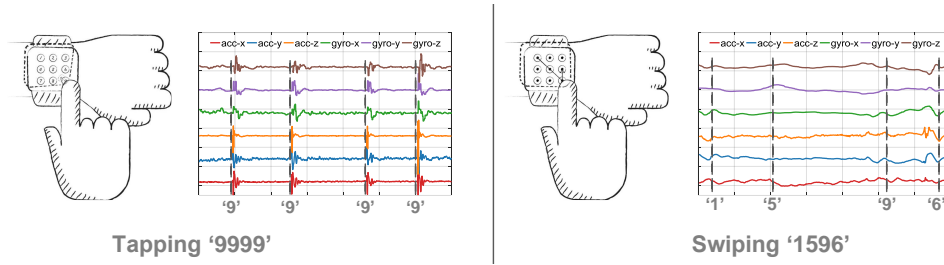 acc-x acc-y acc-z gyro-x gyro-y gyro-z
‘9’ ‘9’ ‘9’ ‘9’
Tapping ‘9999’
acc-x acc-y acc-z gyro-x gyro-y gyro-z
‘1’ ‘5’ ‘9’ ‘6’
Swiping ‘1596’